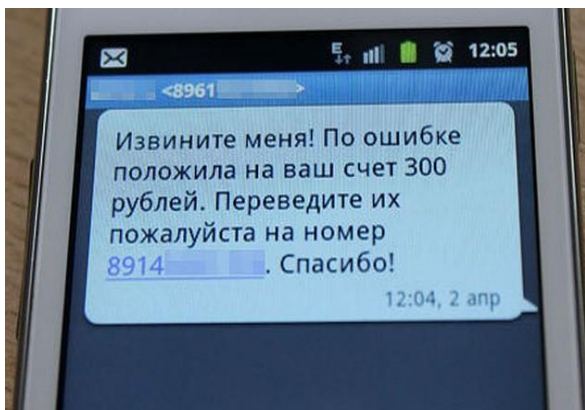 E
12:05
<8961 >
Извините меня! По ошибке
положила на ваш счет 300
рублей. Переведите их
пожалуйста на номер
8914 . Спасибо!
12:04, 2 апр